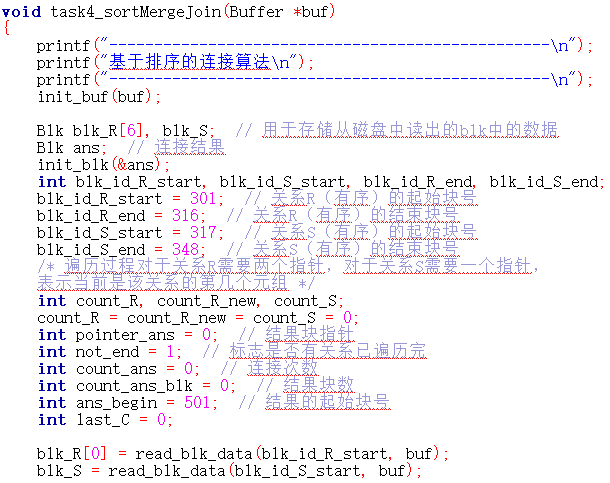 void task4_sortMergeJoin(Buffer *buf)
{
printf("-------------------------------------------------\n");
printf("基于排序的连接算法\n");
printf("-------------------------------------------------\n");
init_buf(buf);
Blk blk_R[6], blk_S;  // 用于存储从磁盘中读出的blk中的数据
Blk ans;  // 连接结果
init_blk(&ans);
int blk_id_R_start, blk_id_S_start, blk_id_R_end, blk_id_S_end;
blk_id_R_start = 301;  // 关系R（有序）的起始块号
blk_id_R_end = 316;  // 关系R（有序）的结束块号
blk_id_S_start = 317;  // 关系S（有序）的起始块号
blk_id_S_end = 348;  // 关系S（有序）的结束块号
/* 遍历过程对于关系R需要两个指针，对于关系S需要一个指针，
表示当前是该关系的第几个元组 */
int count_R, count_R_new, count_S;
count_R = count_R_new = count_S = 0;
int pointer_ans = 0;  // 结果块指针
int not_end = 1;  // 标志是否有关系已遍历完
int count_ans = 0;  // 连接次数
int count_ans_blk = 0;  // 结果块数
int ans_begin = 501;  // 结果的起始块号
int last_C = 0;
blk_R[0] = read_blk_data(blk_id_R_start, buf);
blk_S = read_blk_data(blk_id_S_start, buf);